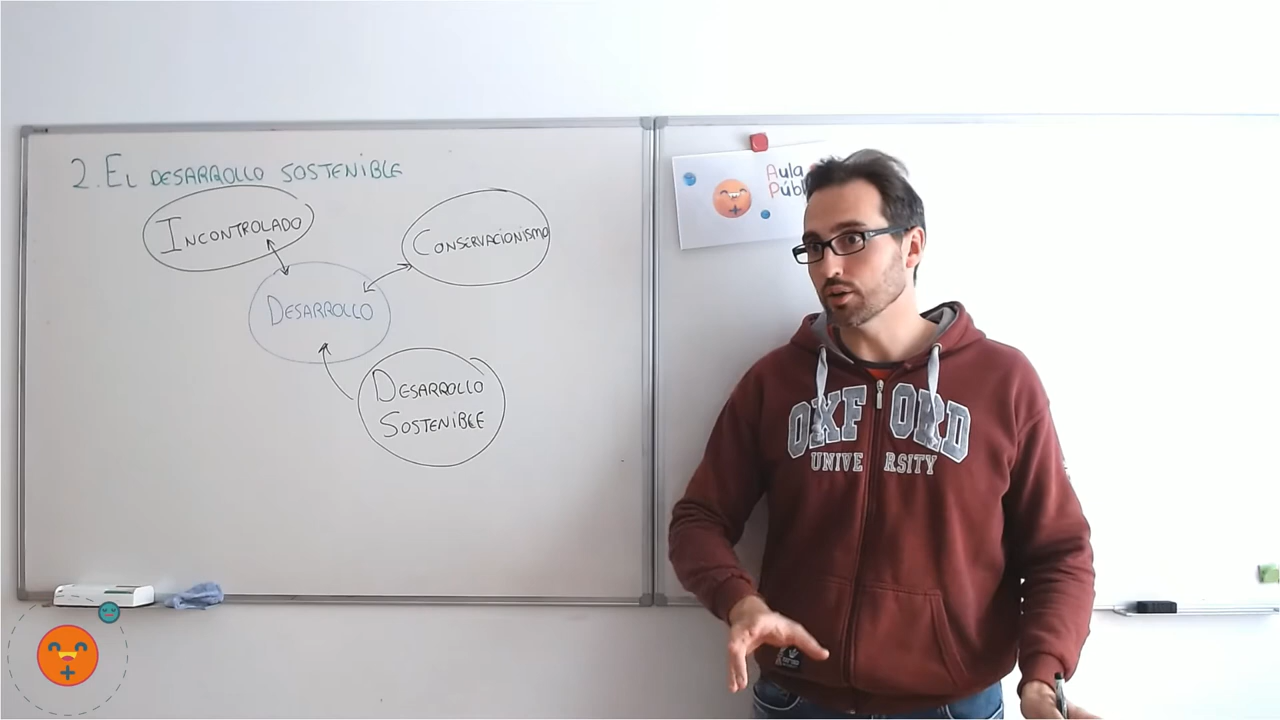 2. EL DESARROLLO SOSTENIBLE
INCONTROLADO
CONSERVACIONISMO
DESARROLLO
DESARROLLO
SOSTENIBLE
Aula
OXFORD
UNIVERSITY